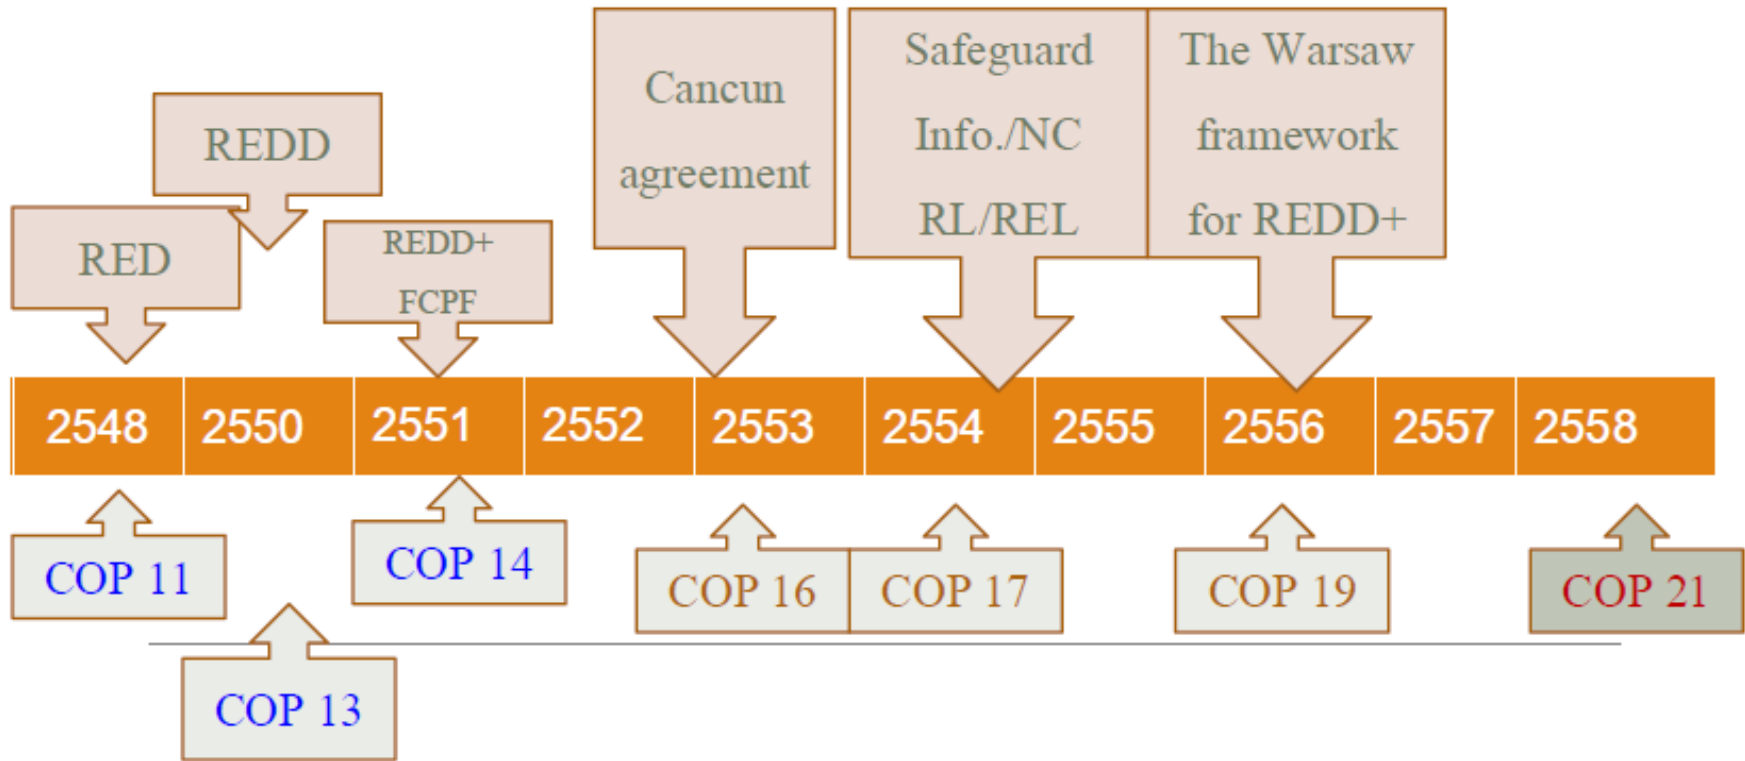 REDD
RED
REDD+
FCPF
Cancun
agreement
Safeguard
Info./NC
RL/REL
The Warsaw
framework
for REDD+
2548 2550 2551 2552 2553 2554 2555 2556 2557 2558
COP 11
COP 13
COP 14
COP 16
COP 17
COP 19
COP 21